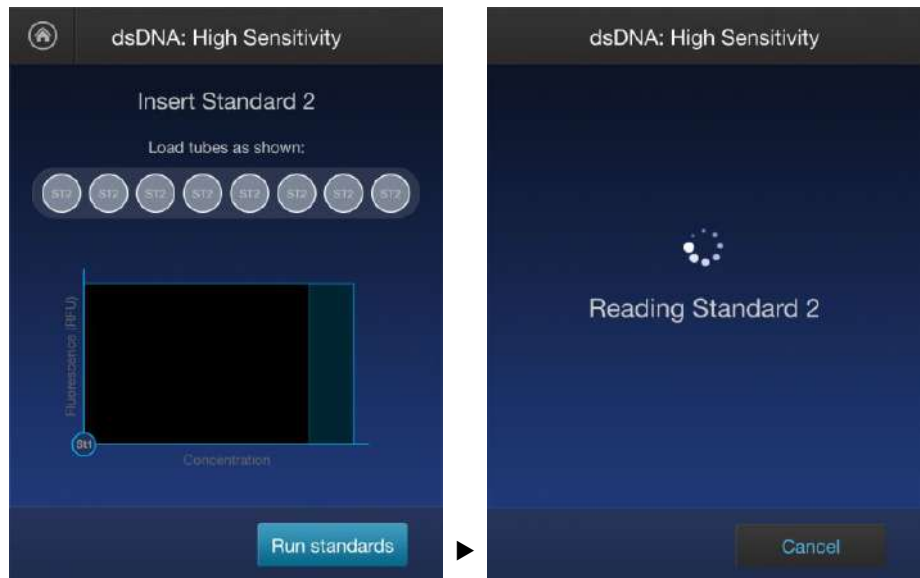 dsDNA: High Sensitivity
Insert Standard 2
Load tubes as shown:
ST2 ST2 ST2 ST2 ST2 ST2 ST2 ST2
Fluorescence (RFU)
St1
Concentration
Run standards
dsDNA: High Sensitivity
Reading Standard 2
Cancel